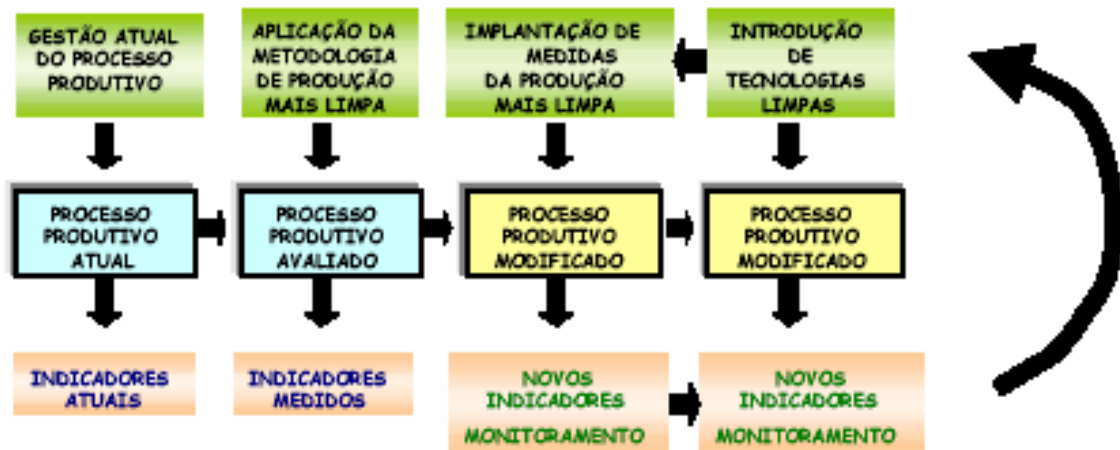 GESTÃO ATUAL
DO PROCESSO
PRODUTIVO
APLICAÇÃO DA
METODOLOGIA
DE PRODUÇÃO
MAIS LIMPA
IMPLANTAÇÃO DE
MEDIDAS
DA PRODUÇÃO
MAIS LIMPA
INTRODUÇÃO
DE
TECNOLOGIAS
LIMPAS
PROCESSO
PRODUTIVO
ATUAL
PROCESSO
PRODUTIVO
AVALIADO
PROCESSO
PRODUTIVO
MODIFICADO
PROCESSO
PRODUTIVO
MODIFICADO
INDICADORES
ATUAIS
INDICADORES
MEDIDOS
NOVOS
INDICADORES
MONITORAMENTO
NOVOS
INDICADORES
MONITORAMENTO